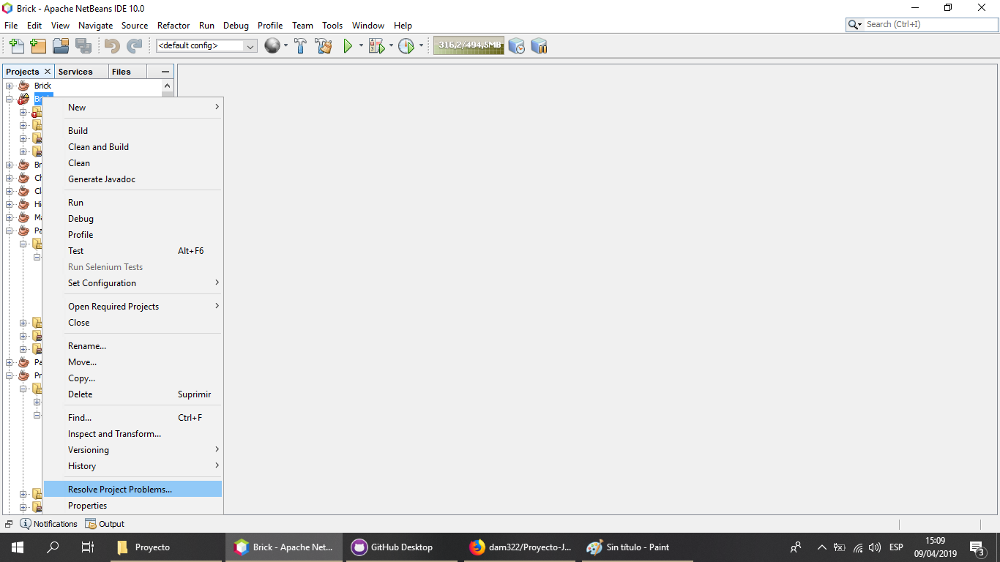 Brick - Apache NetBeans IDE 10.0
File Edit View Navigate Source Refactor Run Debug Profile Team Tools Window Help
Search (Ctrl+I)
<default config>
316,2/494,5MB
Projects Services Files
Brick
New
Build
Clean and Build
Clean
Br
Generate Javadoc
Ch
Cl
Run
Hi
Debug
Ma
Profile
Pa
Test Alt+F6
Run Selenium Tests
Set Configuration
Open Required Projects
Close
Rename...
Move...
Pa
Copy...
Pr
Delete Suprimir
Find... Ctrl+F
Inspect and Transform...
Versioning
History
Resolve Project Problems...
Properties
Notifications Output
Proyecto
Brick - Apache Net...
GitHub Desktop
dam322/Proyecto-J...
Sin título - Paint
ESP
15:09
09/04/2019
3